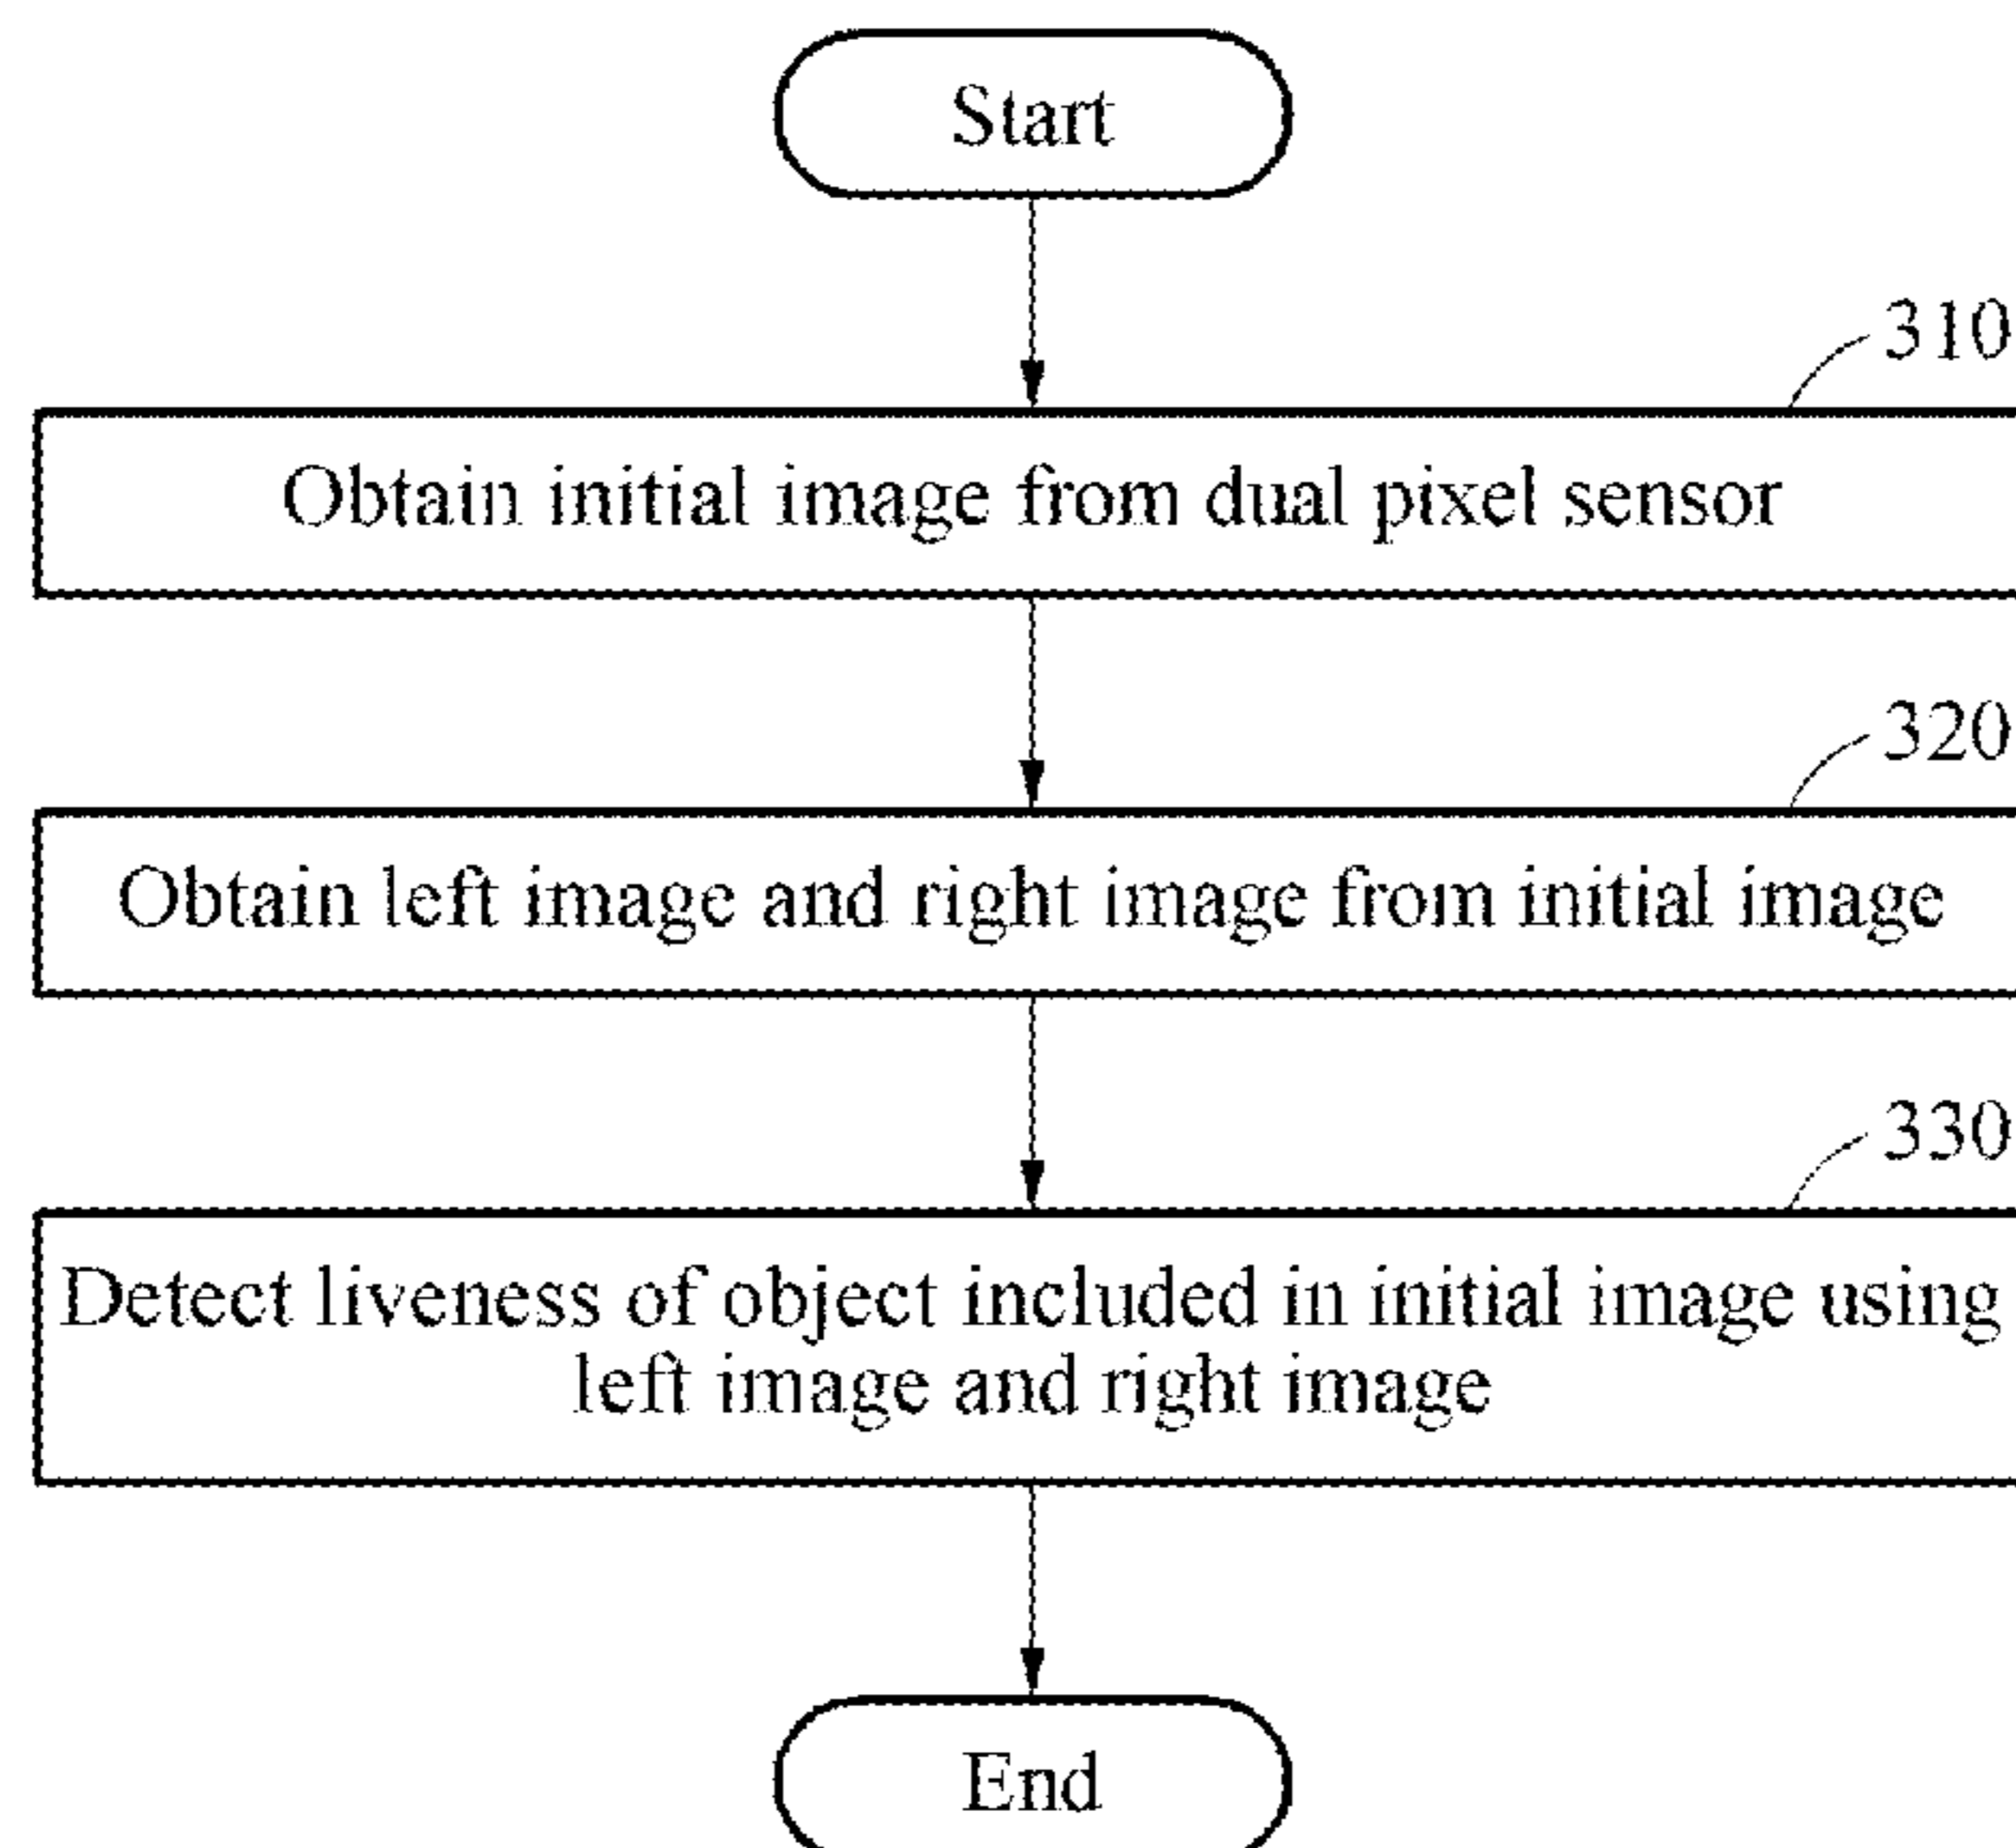 Start
310
Obtain initial image from dual pixel sensor
320
Obtain left image and right image from initial image
330
Detect liveness of object included in initial image using
left image and right image
End